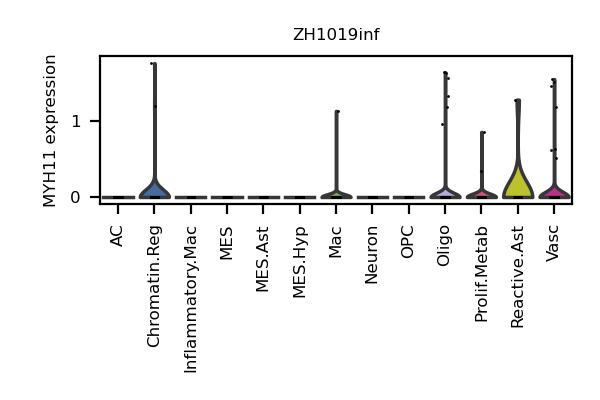 ZH1019inf
MYH11 expression
1
0
AC
Chromatin.Reg
Inflammatory.Mac
MES
MES.Ast
MES.Hyp
Mac
Neuron
OPC
Oligo
Prolif.Metab
Reactive.Ast
Vasc